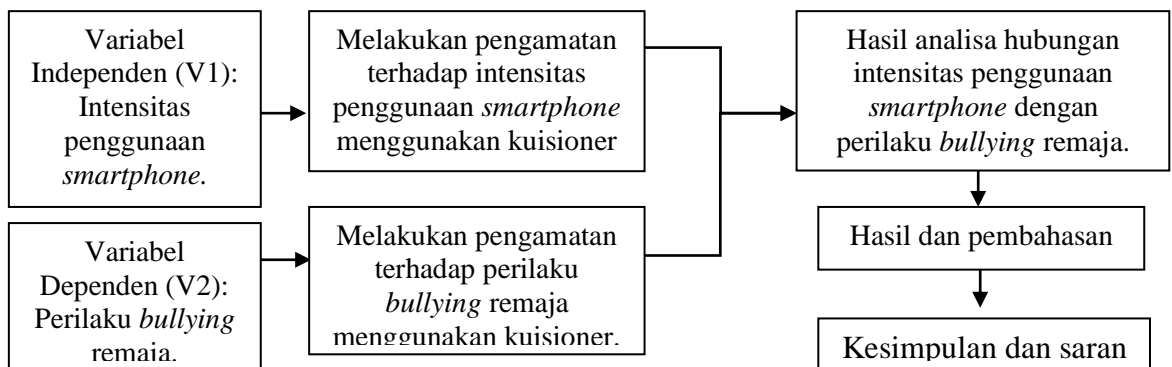 Variabel
Independen (V1):
Intensitas
penggunaan
smartphone.
Melakukan pengamatan
terhadap intensitas
penggunaan smartphone
menggunakan kuisioner
Hasil analisa hubungan
intensitas penggunaan
smartphone dengan
perilaku bullying remaja.
Variabel
Dependen (V2):
Perilaku bullying
remaja.
Melakukan pengamatan
terhadap perilaku
bullying remaja
menggunakan kuisioner.
Hasil dan pembahasan
Kesimpulan dan saran